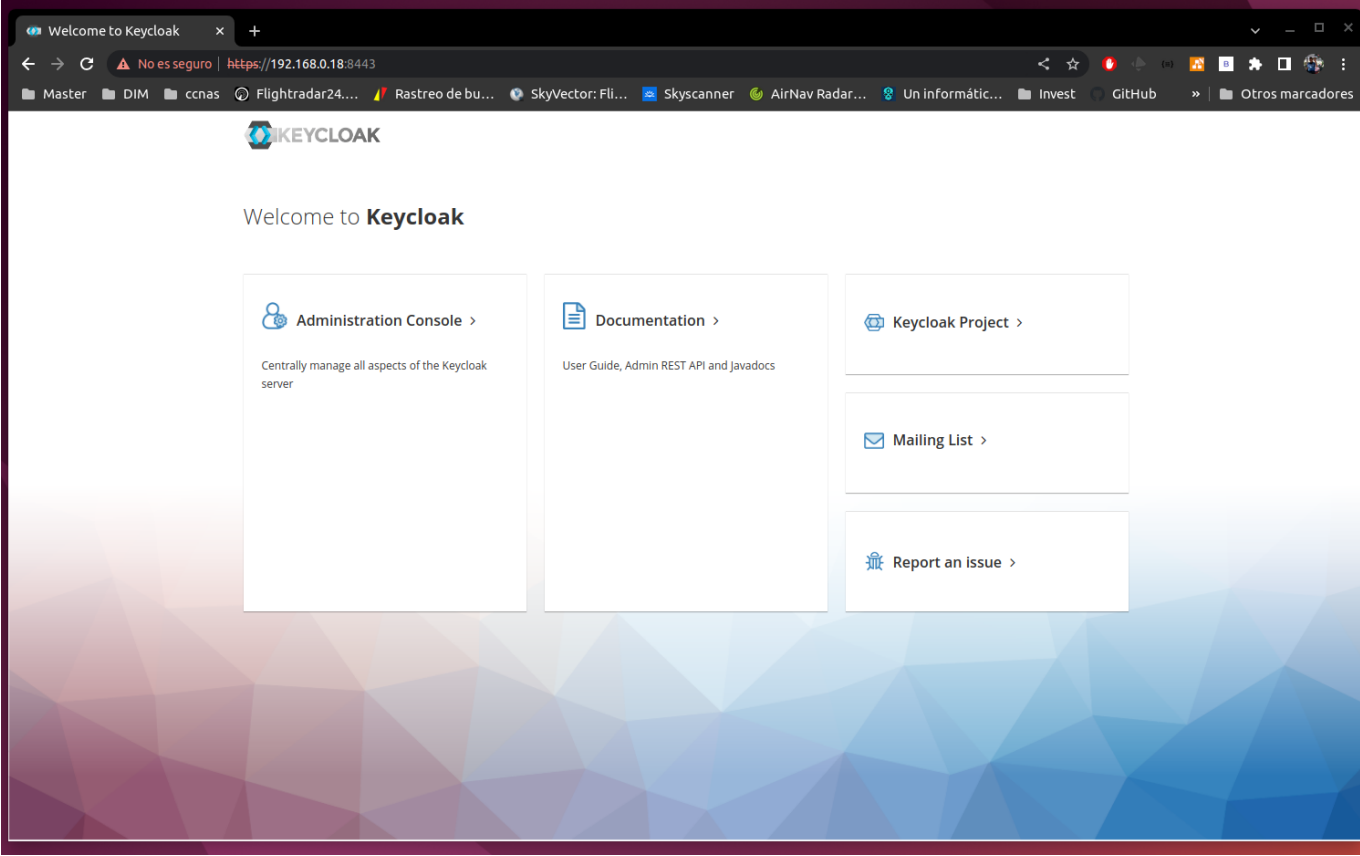 Welcome to Keycloak
No es seguro | https://192.168.0.18:8443
Master DIM ccnas Flightradar24.... Rastreo de bu... SkyVector: Fli... Skyscanner AirNav Radar... Un informátic... Invest GitHub » Otros marcadores
KEYCLOAK
Welcome to Keycloak
Administration Console >
Centrally manage all aspects of the Keycloak
server
Documentation >
User Guide, Admin REST API and Javadocs
Keycloak Project >
Mailing List >
Report an issue >